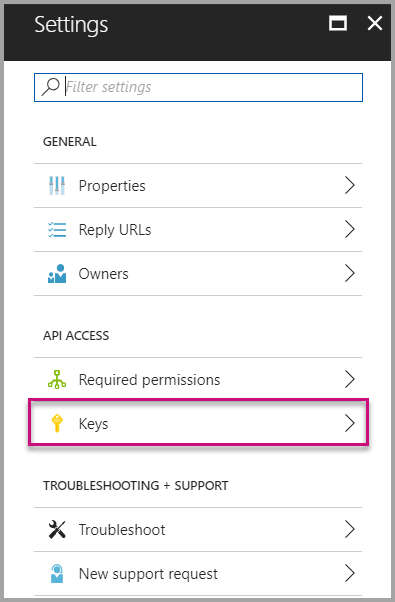 Settings
Filter settings
GENERAL
Properties
Reply URLs
Owners
API ACCESS
Required permissions
Keys
TROUBLESHOOTING + SUPPORT
Troubleshoot
New support request